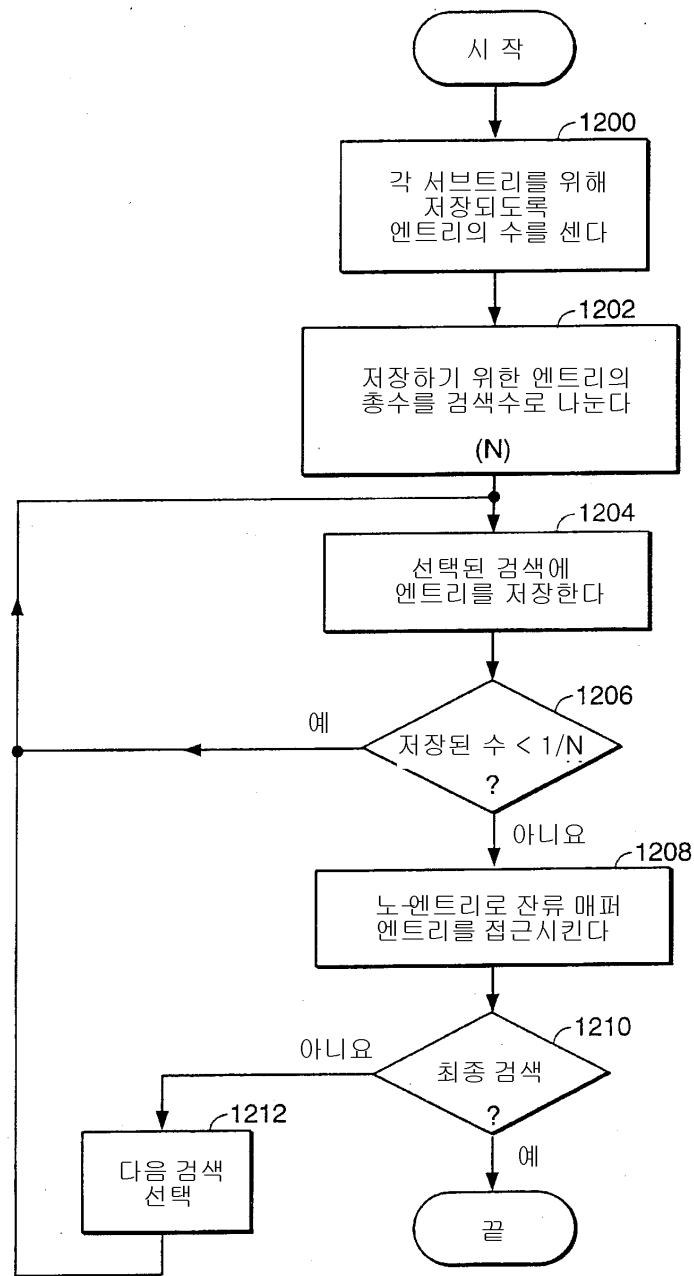 시 작
1200
각 서브트리를 위해
저장되도록
엔트리의 수를 센다
1202
저장하기 위한 엔트리의
총수를 검색수로 나눈다
(N)
1204
선택된 검색에
엔트리를 저장한다
1206
예
저장된 수 < 1/N
?
아니요
1208
노-엔트리로 잔류 매퍼
엔트리를 접근시킨다
1210
아니요
최종 검색
?
1212
다음 검색
선택
예
끝